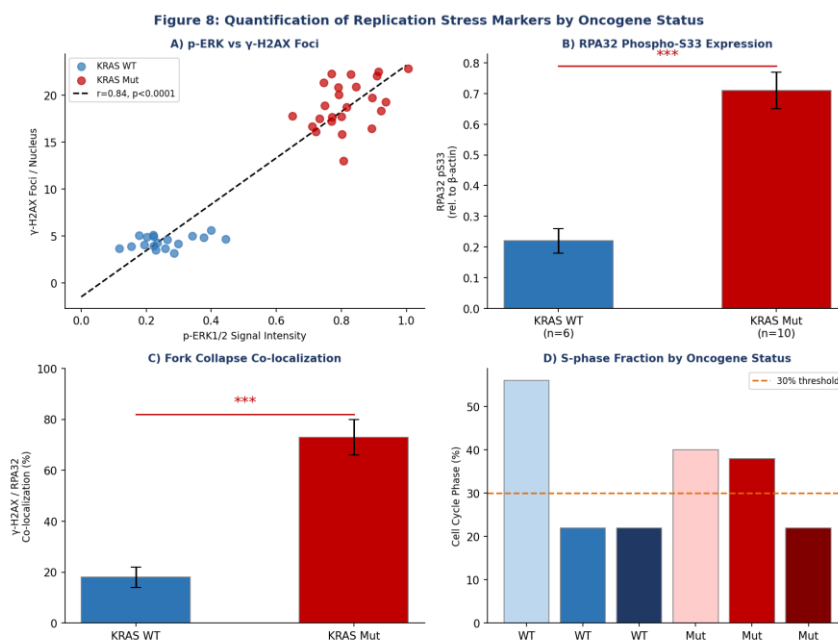 Figure 8: Quantification of Replication Stress Markers by Oncogene Status
A) p-ERK vs γ-H2AX Foci
KRAS WT
KRAS Mut
r=0.84, p<0.0001
20
15
10
5
0
γ-H2AX Foci / Nucleus
0.0 0.2 0.4 0.6 0.8 1.0
p-ERK1/2 Signal Intensity
B) RPA32 Phospho-S33 Expression
***
0.8
0.7
0.6
0.5
0.4
0.3
0.2
0.1
0.0
RPA32 pS33
(rel. to β-actin)
KRAS WT
(n=6)
KRAS Mut
(n=10)
C) Fork Collapse Co-localization
***
100
80
60
40
20
0
γ-H2AX / RPA32
Co-localization (%)
KRAS WT KRAS Mut
D) S-phase Fraction by Oncogene Status
30% threshold
50
40
30
20
10
0
Cell Cycle Phase (%)
WT WT WT Mut Mut Mut